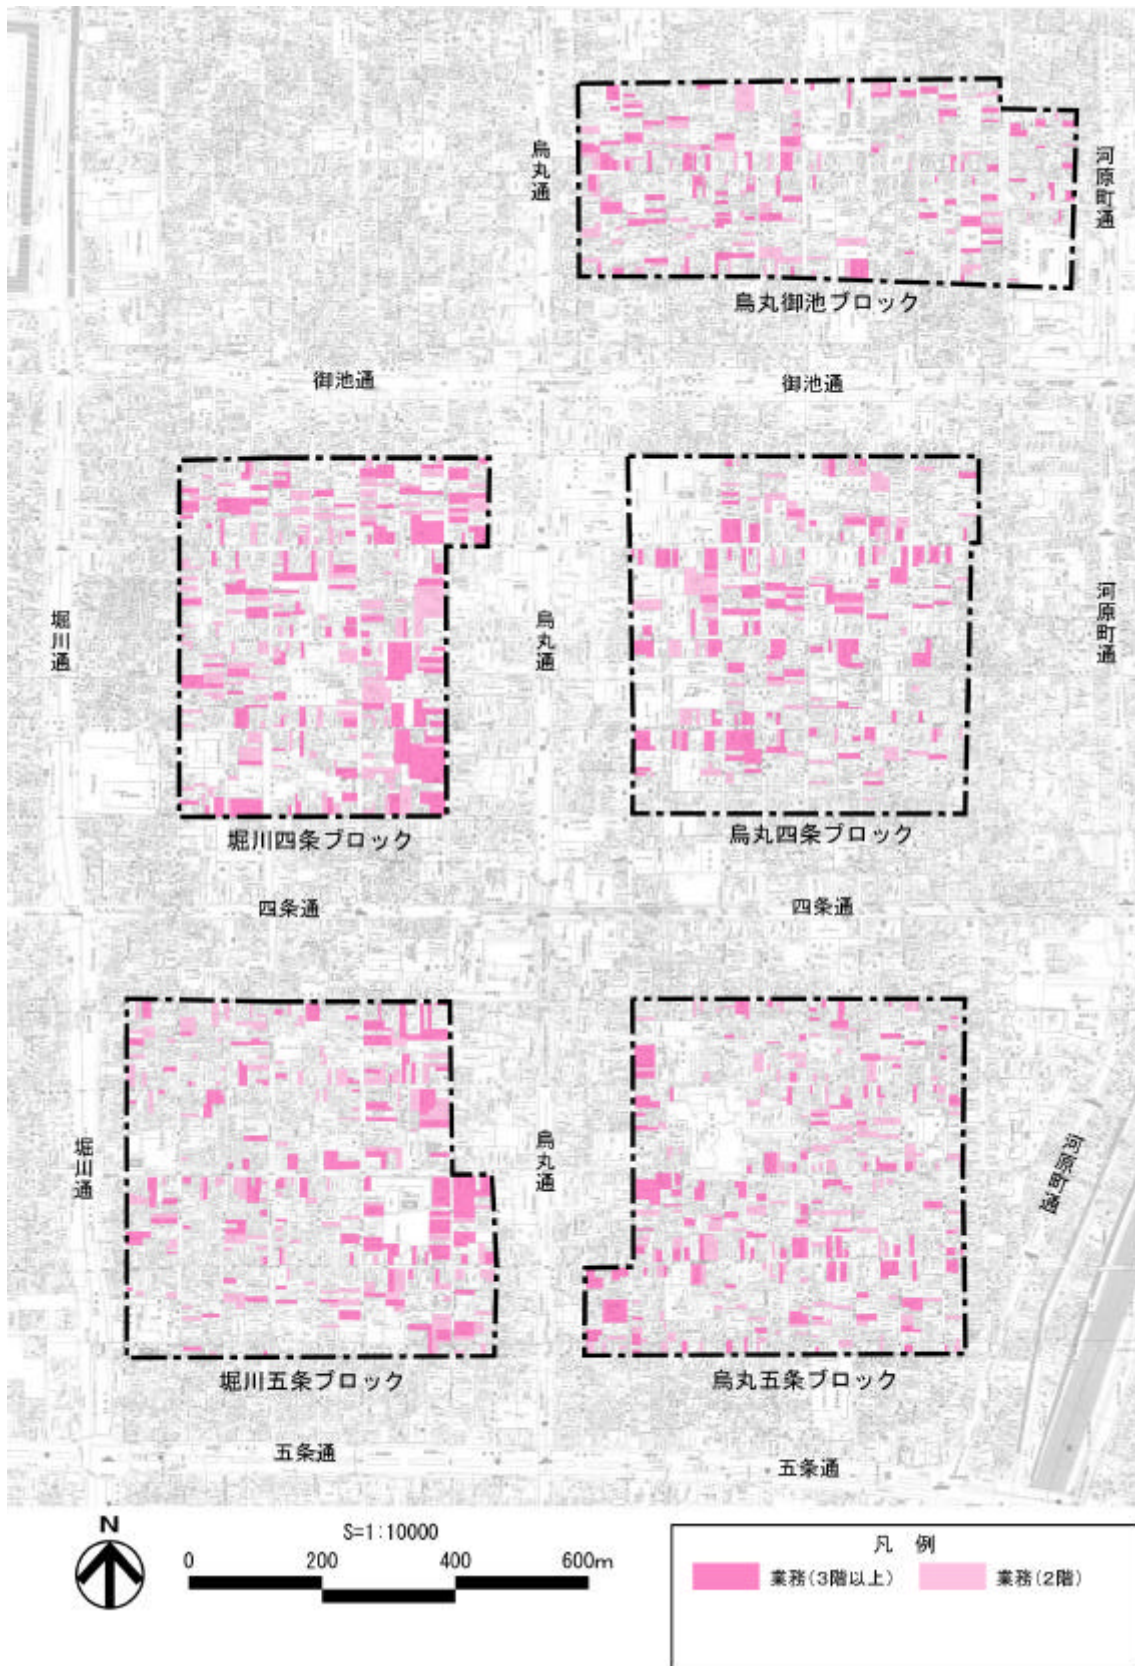 烏丸通
河原町通
烏丸御池ブロック
御池通
御池通
堀川通
烏丸通
河原町通
堀川四条ブロック
烏丸四条ブロック
四条通
四条通
堀川通
烏丸通
河原町通
堀川五条ブロック
烏丸五条ブロック
五条通
五条通
N
S=1:10000
0 200 400 600m
凡 例
業務(3階以上) 業務(2階)